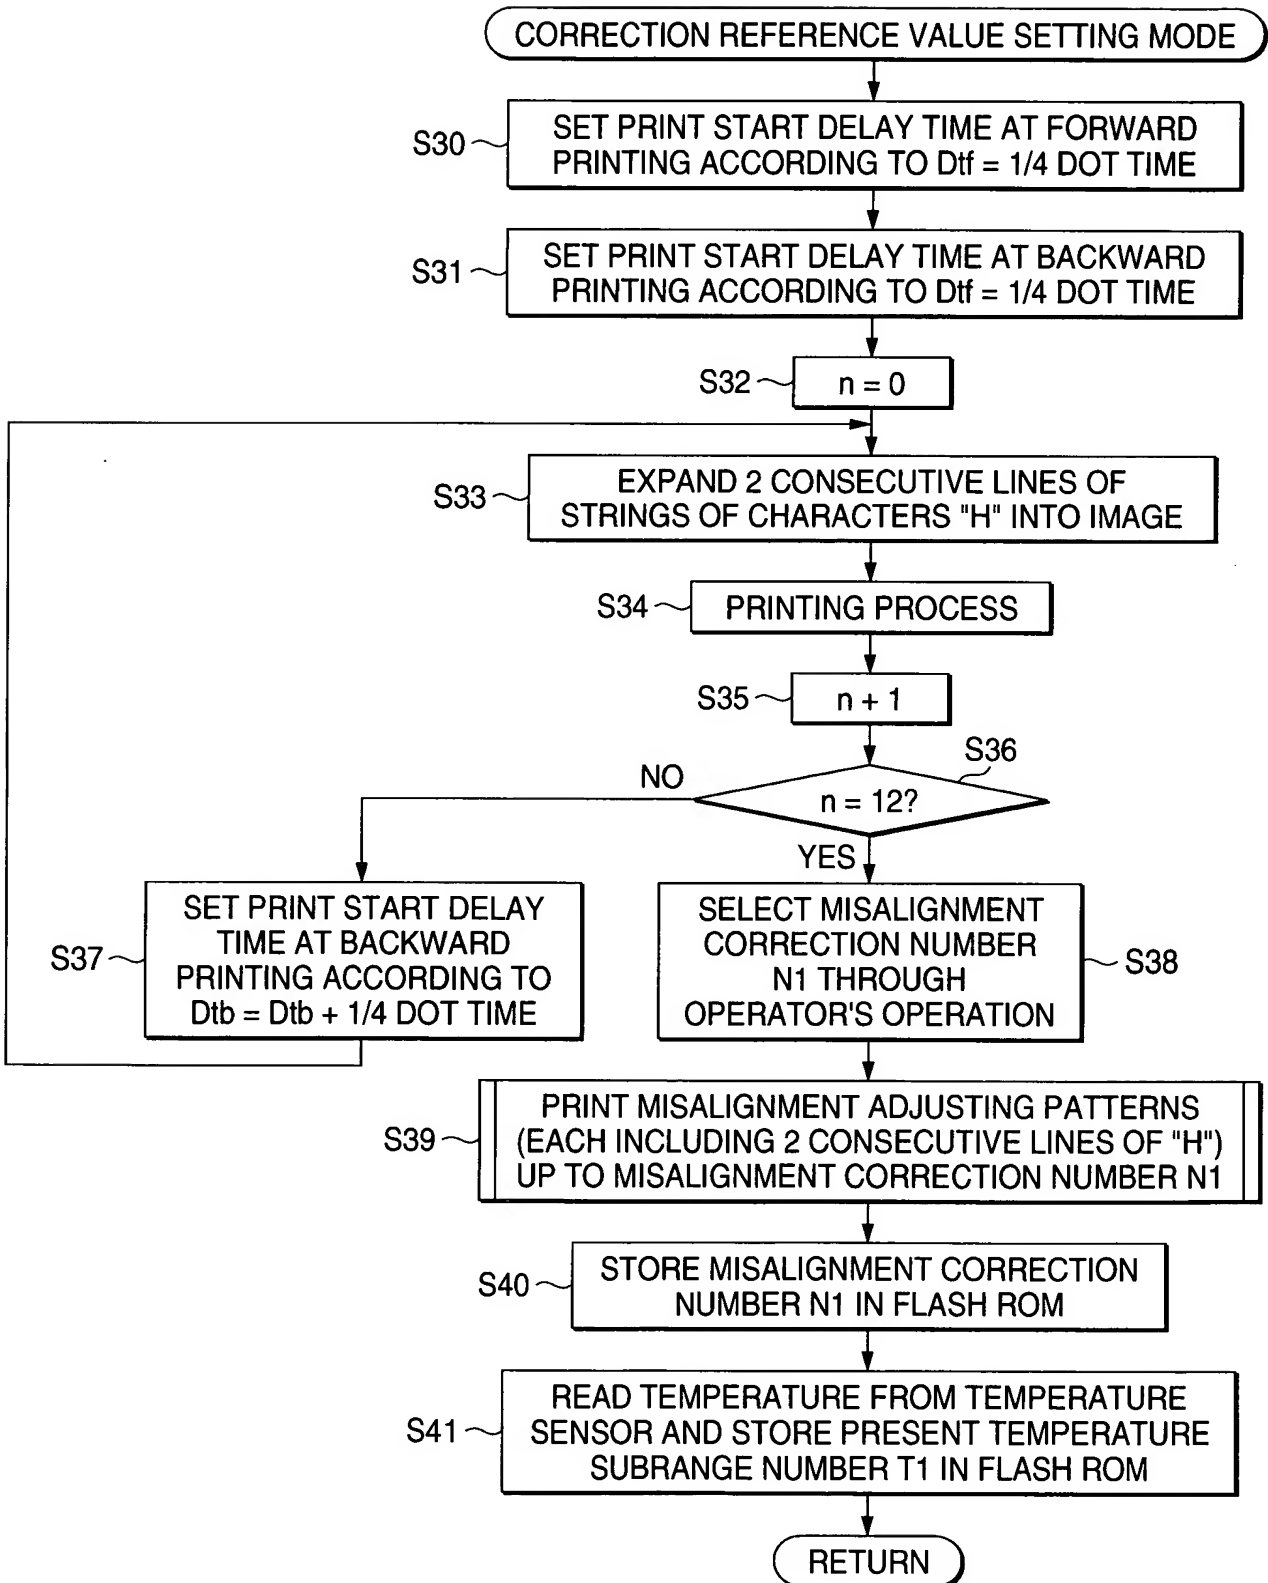 CORRECTION REFERENCE VALUE SETTING MODE
S30
SET PRINT START DELAY TIME AT FORWARD
PRINTING ACCORDING TO Dtf = 1/4 DOT TIME
S31
SET PRINT START DELAY TIME AT BACKWARD
PRINTING ACCORDING TO Dtf = 1/4 DOT TIME
S32
n = 0
S33
EXPAND 2 CONSECUTIVE LINES OF
STRINGS OF CHARACTERS "H" INTO IMAGE
S34
PRINTING PROCESS
S35
n + 1
S36
n = 12?
NO
YES
S37
SET PRINT START DELAY
TIME AT BACKWARD
PRINTING ACCORDING TO
Dtb = Dtb + 1/4 DOT TIME
SELECT MISALIGNMENT
CORRECTION NUMBER
N1 THROUGH
OPERATOR'S OPERATION
S38
S39
PRINT MISALIGNMENT ADJUSTING PATTERNS
(EACH INCLUDING 2 CONSECUTIVE LINES OF "H")
UP TO MISALIGNMENT CORRECTION NUMBER N1
S40
STORE MISALIGNMENT CORRECTION
NUMBER N1 IN FLASH ROM
S41
READ TEMPERATURE FROM TEMPERATURE
SENSOR AND STORE PRESENT TEMPERATURE
SUBRANGE NUMBER T1 IN FLASH ROM
RETURN